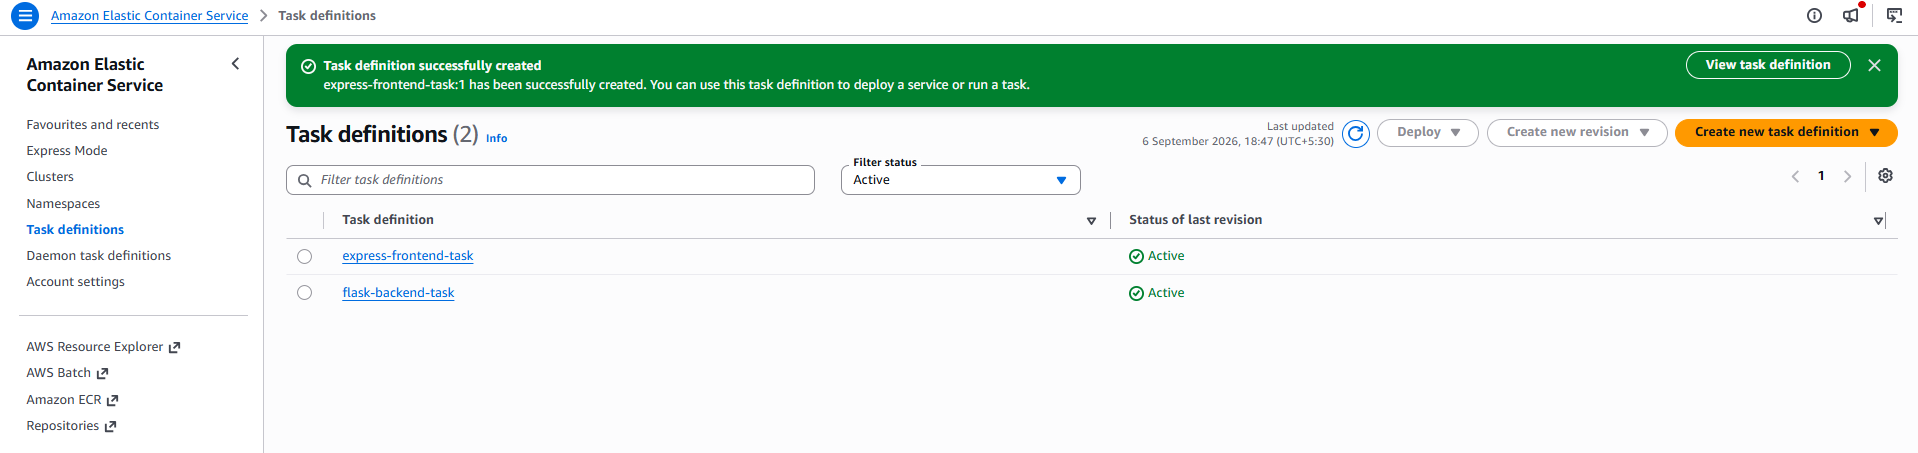 Amazon Elastic Container Service > Task definitions
Amazon Elastic
Container Service
Favourites and recents
Express Mode
Clusters
Namespaces
Task definitions
Daemon task definitions
Account settings
AWS Resource Explorer
AWS Batch
Amazon ECR
Repositories
Task definition successfully created
express-frontend-task:1 has been successfully created. You can use this task definition to deploy a service or run a task.
View task definition
Task definitions (2) Info
Last updated
6 September 2026, 18:47 (UTC+5:30)
Deploy
Create new revision
Create new task definition
Filter task definitions
Filter status
Active
1
Task definition
Status of last revision
express-frontend-task
Active
flask-backend-task
Active